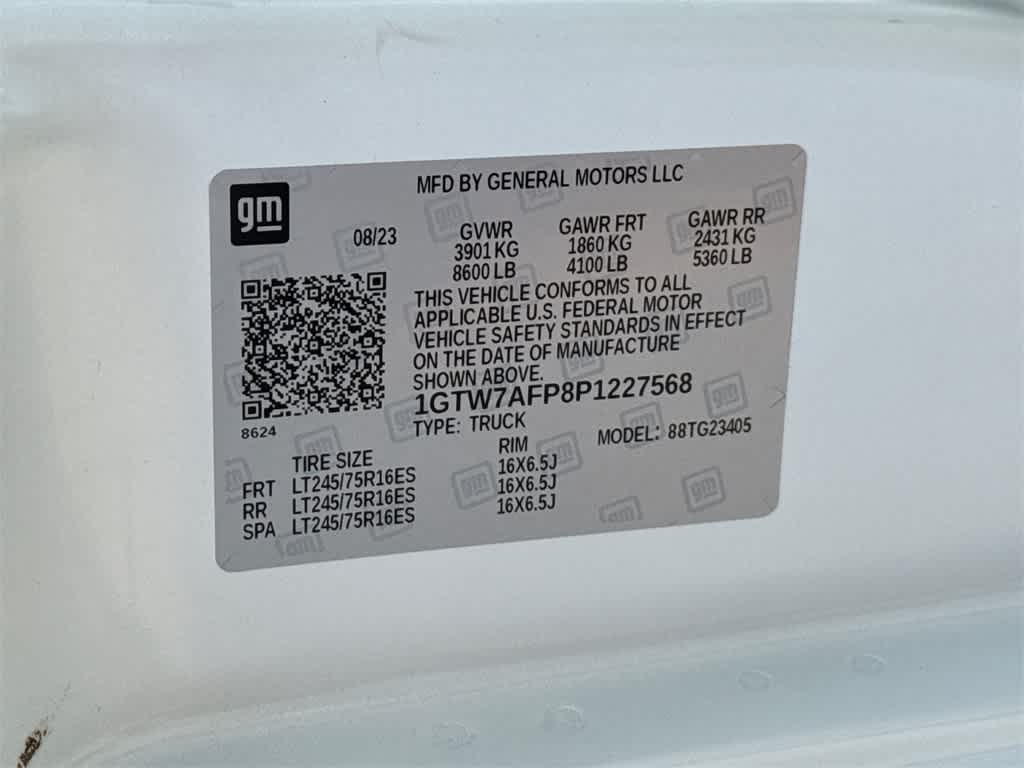 gm
MFD BY GENERAL MOTORS LLC
08/23
GVWR GAWR FRT GAWR RR
3901 KG 1860 KG 2431 KG
8600 LB 4100 LB 5360 LB
THIS VEHICLE CONFORMS TO ALL
APPLICABLE U.S. FEDERAL MOTOR
VEHICLE SAFETY STANDARDS IN EFFECT
ON THE DATE OF MANUFACTURE
SHOWN ABOVE.
1GTW7AFP8P1227568
8624
TYPE: TRUCK MODEL: 88TG23405
TIRE SIZE RIM
FRT LT245/75R16ES 16X6.5J
RR LT245/75R16ES 16X6.5J
SPA LT245/75R16ES 16X6.5J